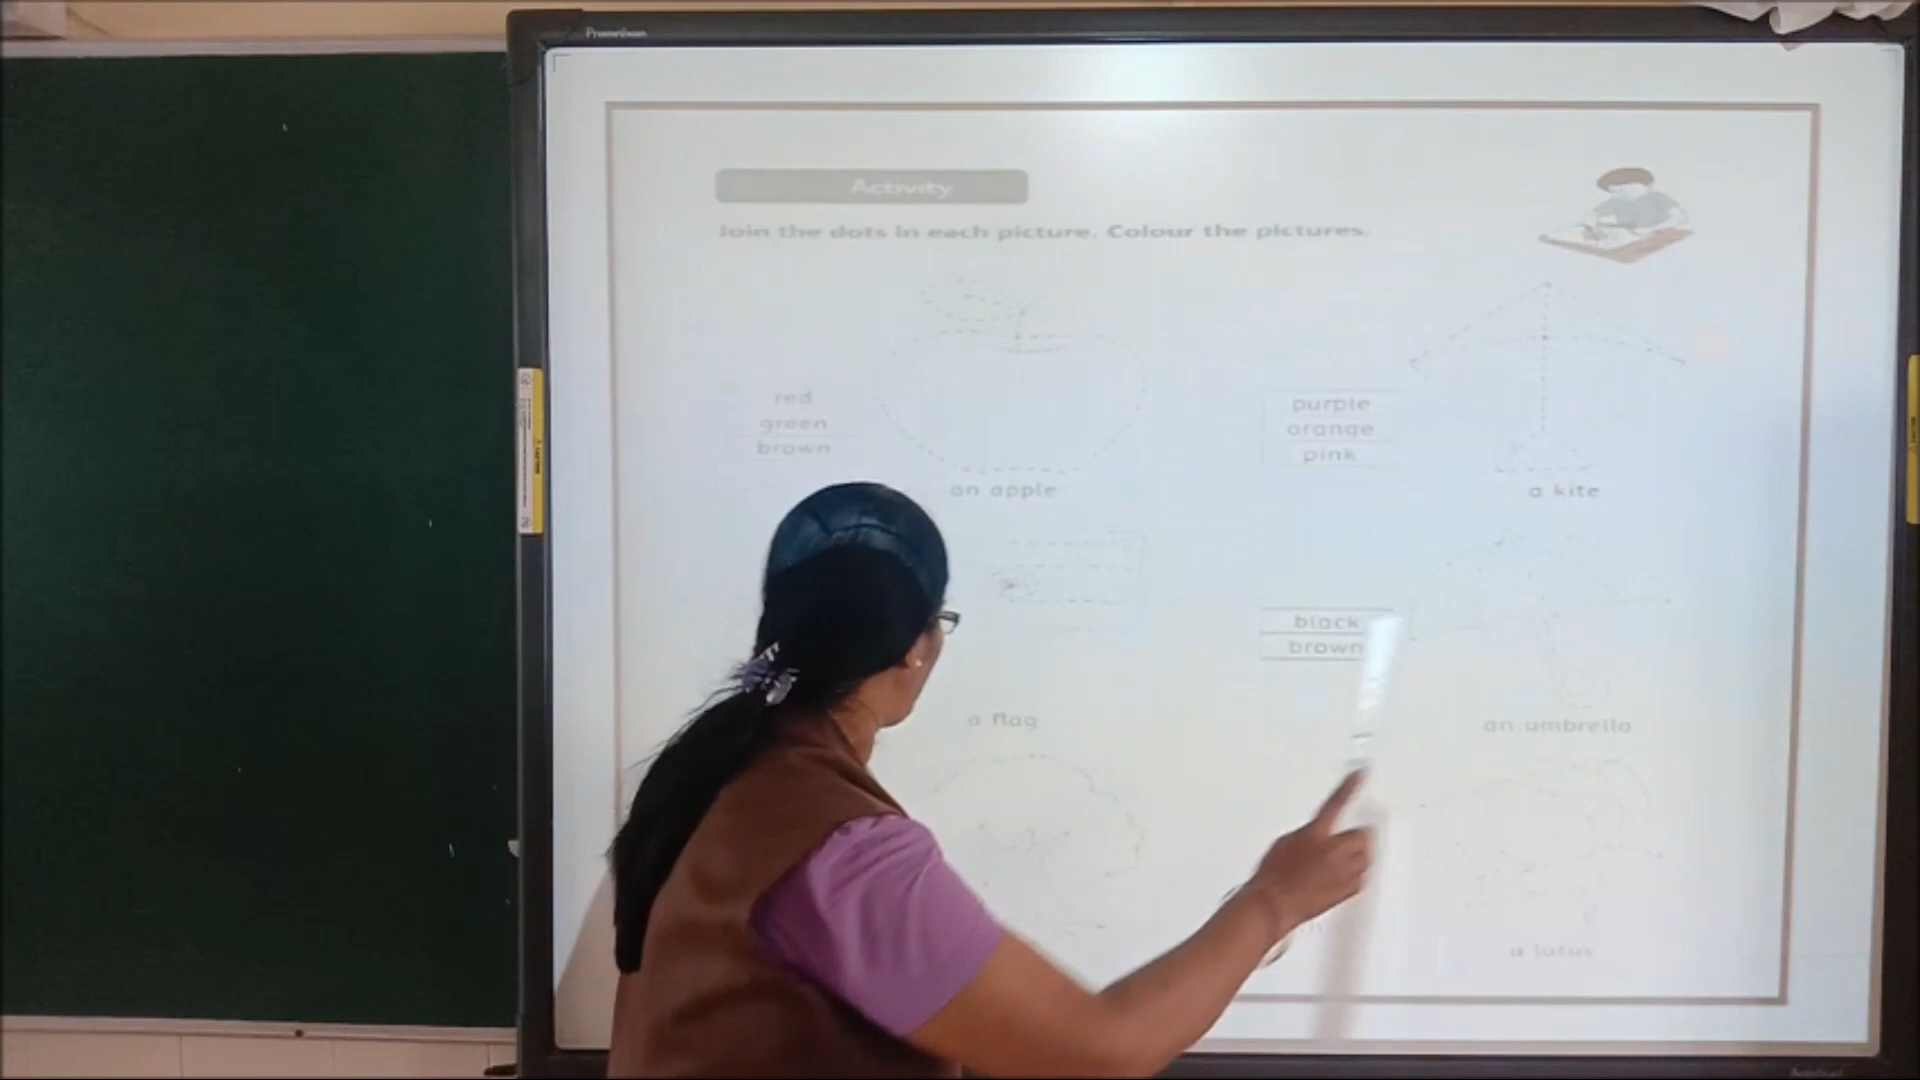 Promethean
Activity
Join the dots in each picture. Colour the pictures.
red
green
brown
purple
orange
pink
an apple
a kite
black
brown
a flag
an umbrella